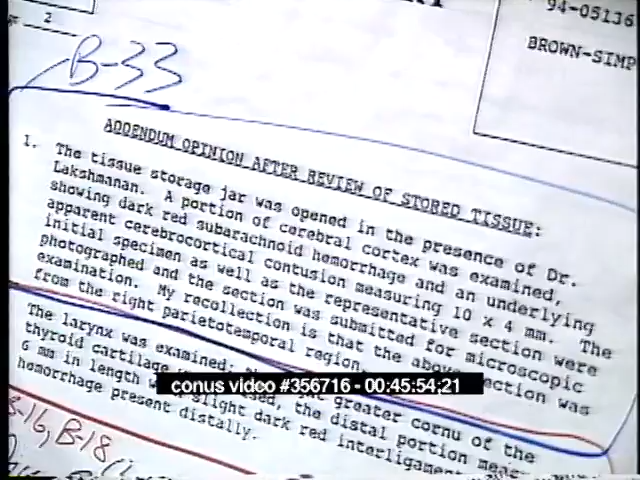 2
94-05136
BROWN-SIMP
B-33
ADDENDUM OPINION AFTER REVIEW OF STORED TISSUE:
1. The tissue storage jar was opened in the presence of Dr.
Lakshmanan. A portion of cerebral cortex was examined,
showing dark red subarachnoid hemorrhage and an underlying
apparent cerebrocortical contusion measuring 10 x 4 mm. The
initial specimen as well as the representative section were
photographed and the section was submitted for microscopic
examination. My recollection is that the above section was
from the right parietotemporal region.
The larynx was examined; greater cornu of the
thyroid cartilage the distal portion
6 mm in length slight dark red interligament
hemorrhage present distally.
conus video #356716 - 00:45:54;21
B-16, B-18